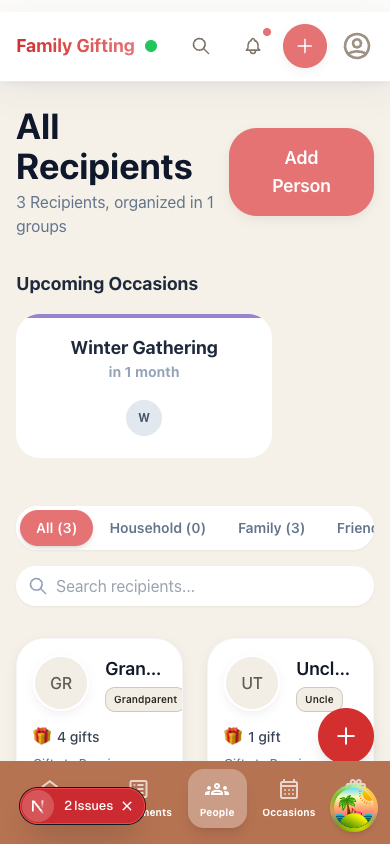 Family Gifting
All
Recipients
3 Recipients, organized in 1
groups
Add
Person
Upcoming Occasions
Winter Gathering
in 1 month
W
All (3)
Household (0)
Family (3)
Search recipients...
GR
Gran...
Grandparent
🎁 4 gifts
UT
Uncl...
Uncle
🎁 1 gift
N
2 Issues
People
Occasions